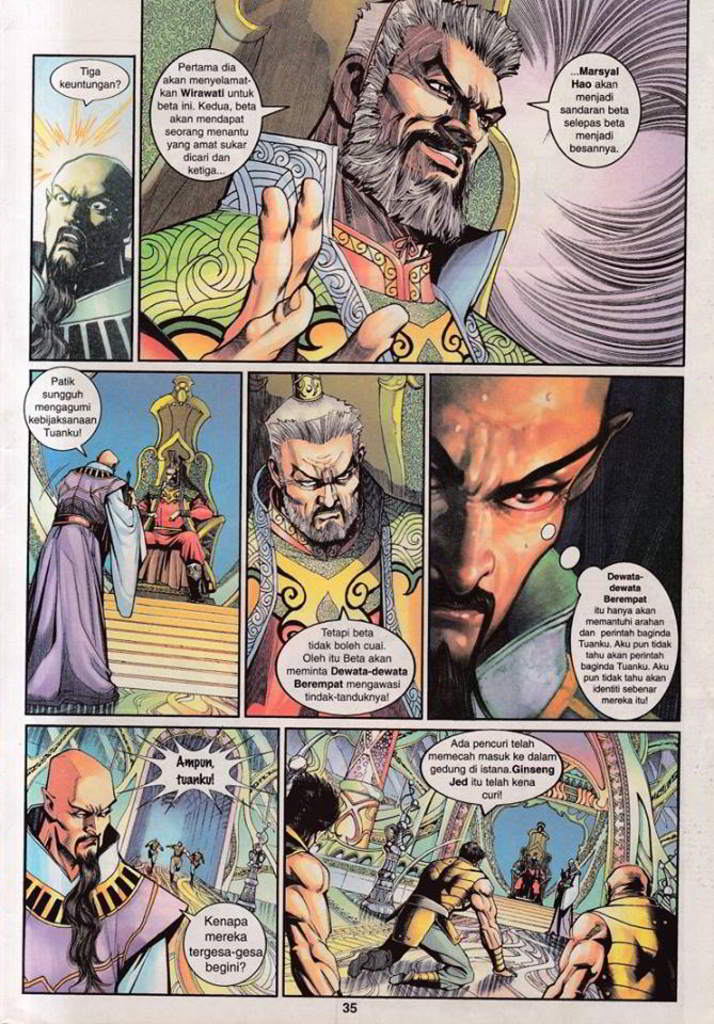 Tiga
keuntungan?
Pertama dia
akan menyelamat-
kan Wirawati untuk
beta ini. Kedua, beta
akan mendapat
seorang menantu
yang amat sukar
dicari dan
ketiga...
...Marsyal
Hao akan
menjadi
sandaran beta
selepas beta
menjadi
besannya.
Patik
sungguh
mengagumi
kebijaksanaan
Tuanku!
Tetapi beta
tidak boleh cuai.
Oleh itu Beta akan
meminta Dewata-dewata
Berempat mengawasi
tindak-tanduknya!
Dewata-
dewata
Berempat
itu hanya akan
mematuhi arahan
dan perintah baginda
Tuanku. Aku pun tidak
tahu akan perintah
baginda Tuanku. Aku
pun tidak tahu akan
identiti sebenar
mereka itu!
Ampun,
tuanku!
Kenapa
mereka
tergesa-gesa
begini?
Ada pencuri telah
memecah masuk ke dalam
gedung di istana.Ginseng
Jed itu telah kena
curi!
35